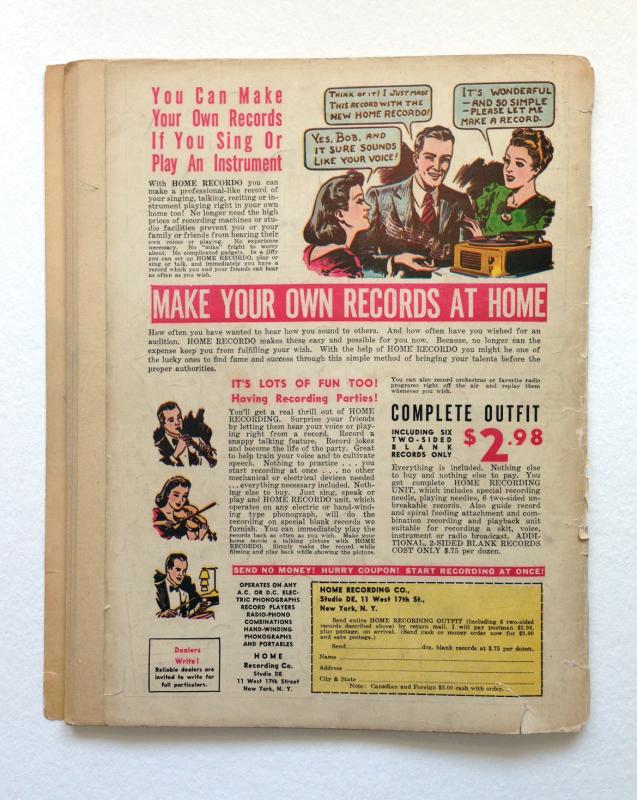 You Can Make
Your Own Records
If You Sing Or
Play An Instrument
With HOME RECORDO you can
make a professional-like record of
your singing, talking, reciting or in-
strument playing right in your own
home too! No longer need the high
prices of recording machines or stu-
dio facilities prevent you or your
family or friends from hearing their
own voices or playing. No experience
necessary. No "mike" fright to worry
about. No complicated gadgets. In a jiffy
you can set up HOME RECORDO, play or
sing or talk, and immediately you have a
record which you and your friends can hear
as often as you wish.
THINK OF IT! I JUST MADE
THIS RECORD WITH THE
NEW HOME RECORDO!
IT'S WONDERFUL
—AND SO SIMPLE
—PLEASE LET ME
MAKE A RECORD.
YES, BOB, AND
IT SURE SOUNDS
LIKE YOUR VOICE!
MAKE YOUR OWN RECORDS AT HOME
How often you have wanted to hear how you sound to others. And how often have you wished for an
audition. HOME RECORDO makes these easy and possible for you now. Because, no longer can the
expense keep you from fulfilling your wish. With the help of HOME RECORDO you might be one of
the lucky ones to find fame and success through this simple method of bringing your talents before the
proper authorities.
IT'S LOTS OF FUN TOO!
Having Recording Parties!
You'll get a real thrill out of HOME
RECORDING. Surprise your friends
by letting them hear your voice or play-
ing right from a record. Record a
snappy talking feature. Record jokes
and become the life of the party. Great
to help train your voice and to cultivate
speech. Nothing to practice . . . you
start recording at once . . . no other
mechanical or electrical devices needed
. . . everything necessary included. Noth-
ing else to buy. Just sing, speak or
play and HOME RECORDO unit, which
operates on any electric or hand-wind-
ing type phonograph, will do the
recording on special blank records we
furnish. You can immediately play the
records back as often as you wish. Make your
home movie a talking picture with HOME
RECORDO. Simply make the record while
filming and play back while showing the picture.
You can also record orchestras or favorite radio
programs right off the air and replay them
whenever you wish.
COMPLETE OUTFIT
INCLUDING SIX
TWO-SIDED
BLANK
RECORDS ONLY
$2.98
Everything is included. Nothing else
to buy and nothing else to pay. You
get complete HOME RECORDING
UNIT, which includes special recording
needle, playing needles, 6 two-sided un-
breakable records. Also guide record
and spiral feeding attachment and com-
bination recording and playback unit
suitable for recording a skit, voice,
instrument or radio broadcast. ADDI-
TIONAL, 2-SIDED BLANK RECORDS
COST ONLY $.75 per dozen.
SEND NO MONEY! HURRY COUPON! START RECORDING AT ONCE!
OPERATES ON ANY
A.C. OR D.C. ELEC-
TRIC PHONOGRAPHS
RECORD PLAYERS
RADIO-PHONO
COMBINATIONS
HAND-WINDING
PHONOGRAPHS
AND PORTABLES
HOME
Recording Co.
Studio DE
11 West 17th Street
New York, N. Y.
Dealers
Write!
Reliable dealers are
invited to write for
full particulars.
HOME RECORDING CO.,
Studio DE, 11 West 17th St.,
New York, N. Y.
Send entire HOME RECORDING OUTFIT (including 6 two-sided
records described above) by return mail. I will pay postman $2.98,
plus postage, on arrival. (Send cash or money order now for $3.00
and save postage.)
Send dvs. blank records at $.75 per dozen.
Name
Address
City & State
Note: Canadian and Foreign $3.00 cash with order.